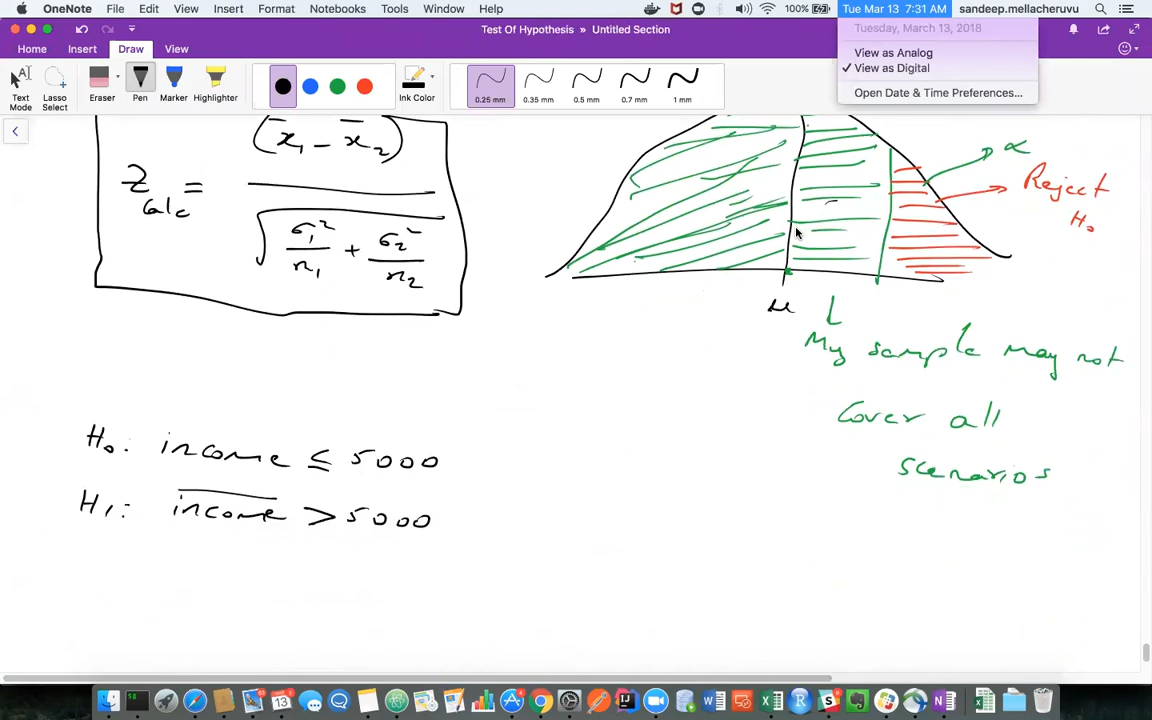 OneNote File Edit View Insert Format Notebooks Tools Window Help
100% Tue Mar 13 7:31 AM sandeep.mellacheruvu
Tuesday, March 13, 2018
View as Analog
✓ View as Digital
Open Date & Time Preferences...
Test Of Hypothesis » Untitled Section
Home Insert Draw View
Text Mode
Lasso Select
Eraser
Pen
Marker
Highlighter
Ink Color
0.25 mm
0.35 mm
0.5 mm
0.7 mm
1 mm
(x̄₁ - x̄₂)
Z calc =
√ σ₁²/n₁ + σ₂²/n₂
α
Reject
H₀
μ
My sample may not
cover all
scenarios
H₀: income ≤ 5000
H₁: income > 5000